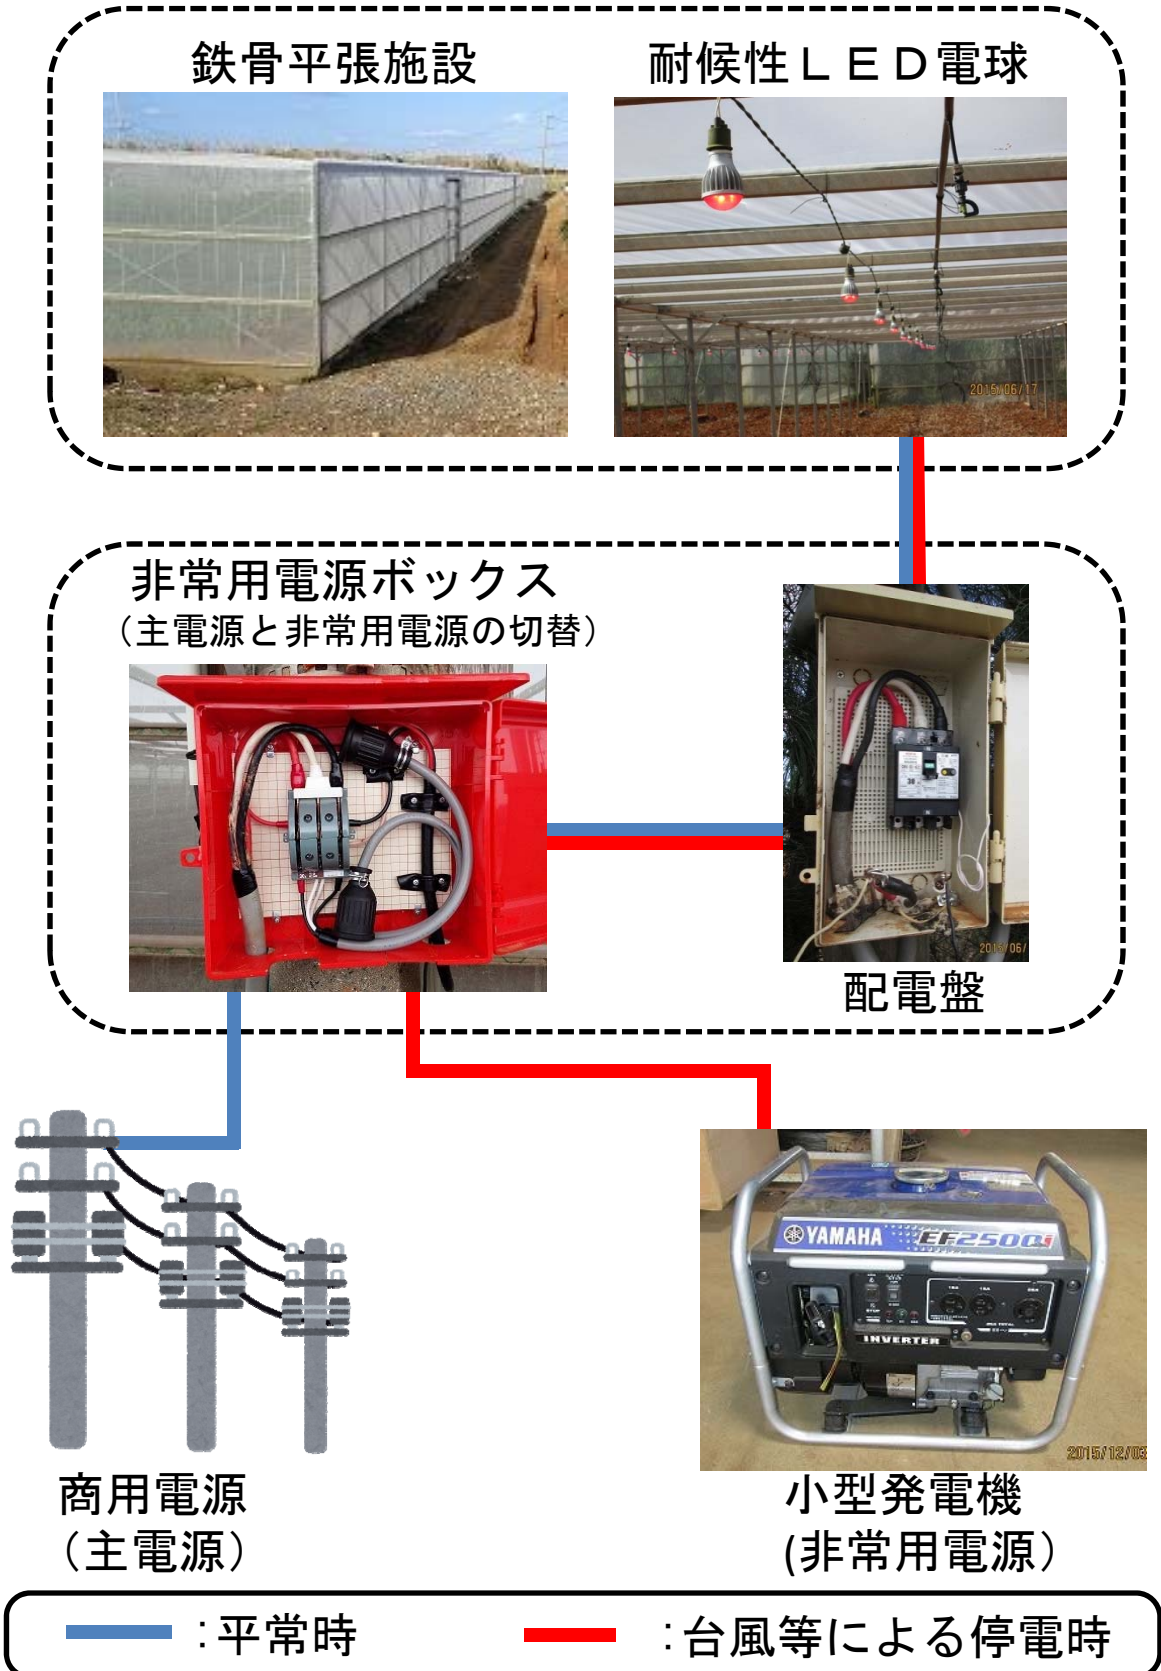 鉄骨平張施設
耐候性ＬＥＤ電球
2015/06/17
非常用電源ボックス
（主電源と非常用電源の切替）
2015/06/
配電盤
YAMAHA EF2500i
STOP
INVERTER
2015/12/03
商用電源
（主電源）
小型発電機
(非常用電源）
:平常時
:台風等による停電時